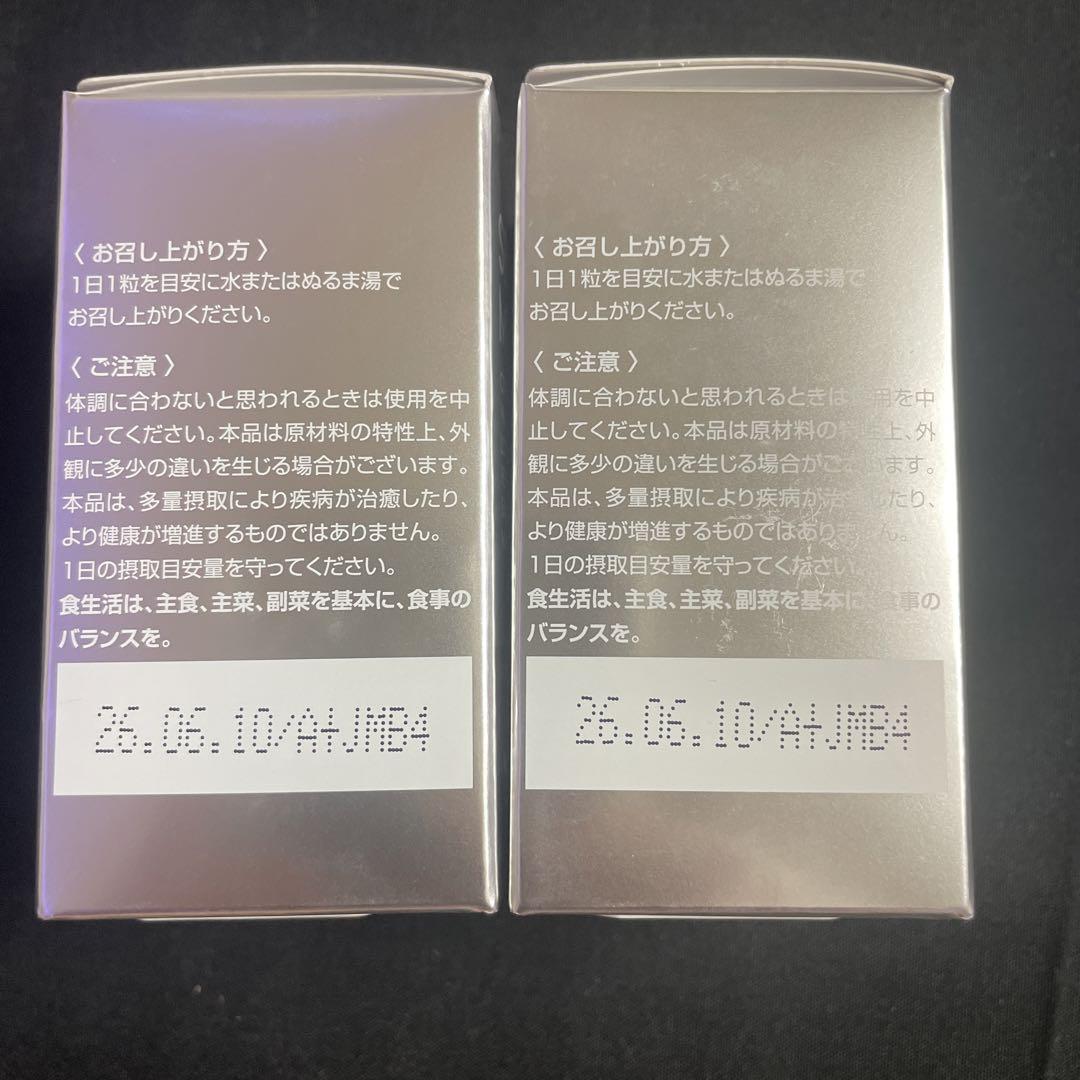 〈 お召し上がり方 〉
1日1粒を目安に水またはぬるま湯で
お召し上がりください。
〈 ご注意 〉
体調に合わないと思われるときは使用を中
止してください。本品は原材料の特性上、外
観に多少の違いを生じる場合がございます。
本品は、多量摂取により疾病が治癒したり、
より健康が増進するものではありません。
1日の摂取目安量を守ってください。
食生活は、主食、主菜、副菜を基本に、食事の
バランスを。
26.06.10/A+JMB4
〈 お召し上がり方 〉
1日1粒を目安に水またはぬるま湯で
お召し上がりください。
〈 ご注意 〉
体調に合わないと思われるときは使用を中
止してください。本品は原材料の特性上、外
観に多少の違いを生じる場合がございます。
本品は、多量摂取により疾病が治癒したり、
より健康が増進するものではありません。
1日の摂取目安量を守ってください。
食生活は、主食、主菜、副菜を基本に、食事の
バランスを。
26.06.10/A+JMB4